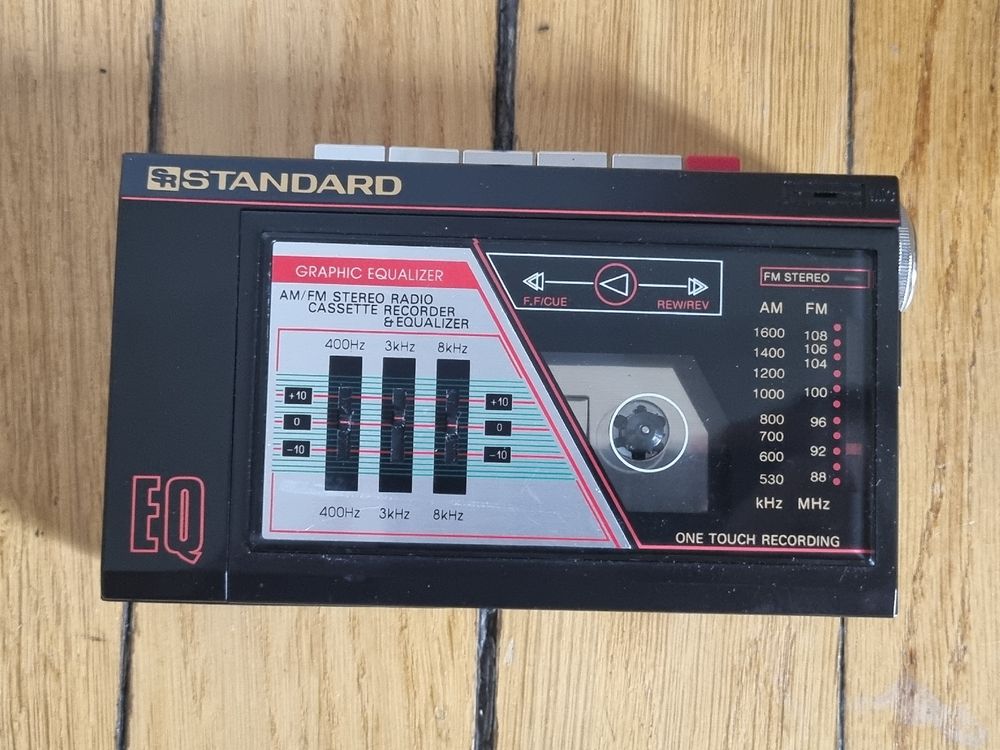 SR STANDARD
GRAPHIC EQUALIZER
AM/FM STEREO RADIO
CASSETTE RECORDER
& EQUALIZER
400Hz 3kHz 8kHz
+10 +10
0 0
−10 −10
400Hz 3kHz 8kHz
EQ
F.F/CUE REW/REV
FM STEREO
AM FM
1600 108
1400 106
1200 104
1000 100
800 96
700
600 92
530 88
kHz MHz
ONE TOUCH RECORDING